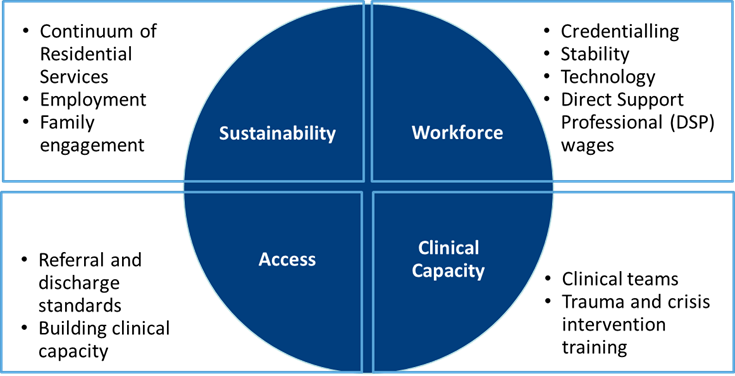 • Continuum of
Residential
Services
• Employment
• Family
engagement
Sustainability
Workforce
• Credentialling
• Stability
• Technology
• Direct Support
Professional (DSP)
wages
• Referral and
discharge
standards
• Building clinical
capacity
Access
Clinical
Capacity
• Clinical teams
• Trauma and crisis
intervention
training